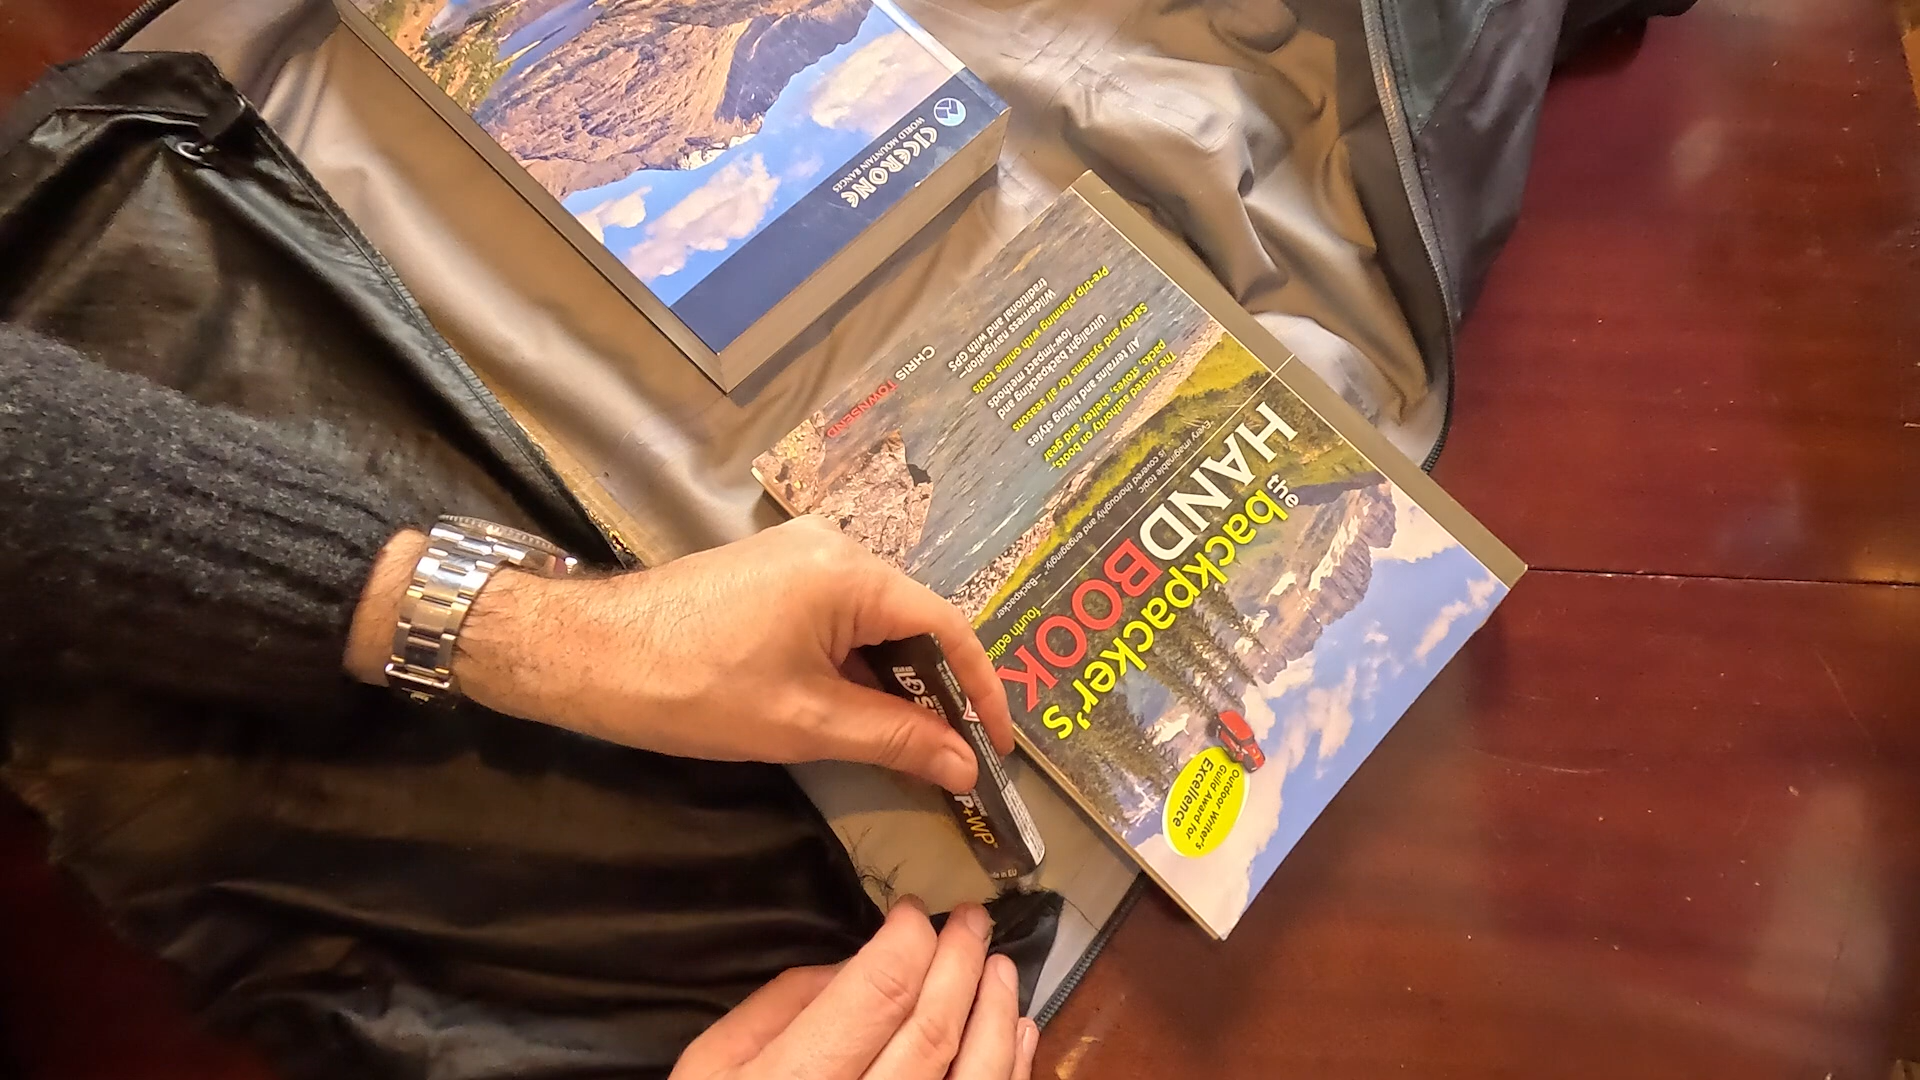 CICERONE
WORLD MOUNTAIN RANGES
Outdoor Writer's
Guild Award for
Excellence
the
backpacker's
HANDBOOK
fourth edition
"Every imaginable topic
is covered thoroughly and engagingly." Backpacker
The trusted authority on boots,
packs, stoves, shelter, and gear
All terrains and hiking styles
Safety and systems for all seasons
Ultralight backpacking and
low-impact methods
Pre-trip planning with online tools
Wilderness navigation—
traditional and with GPS
CHRIS TOWNSEND
+WP